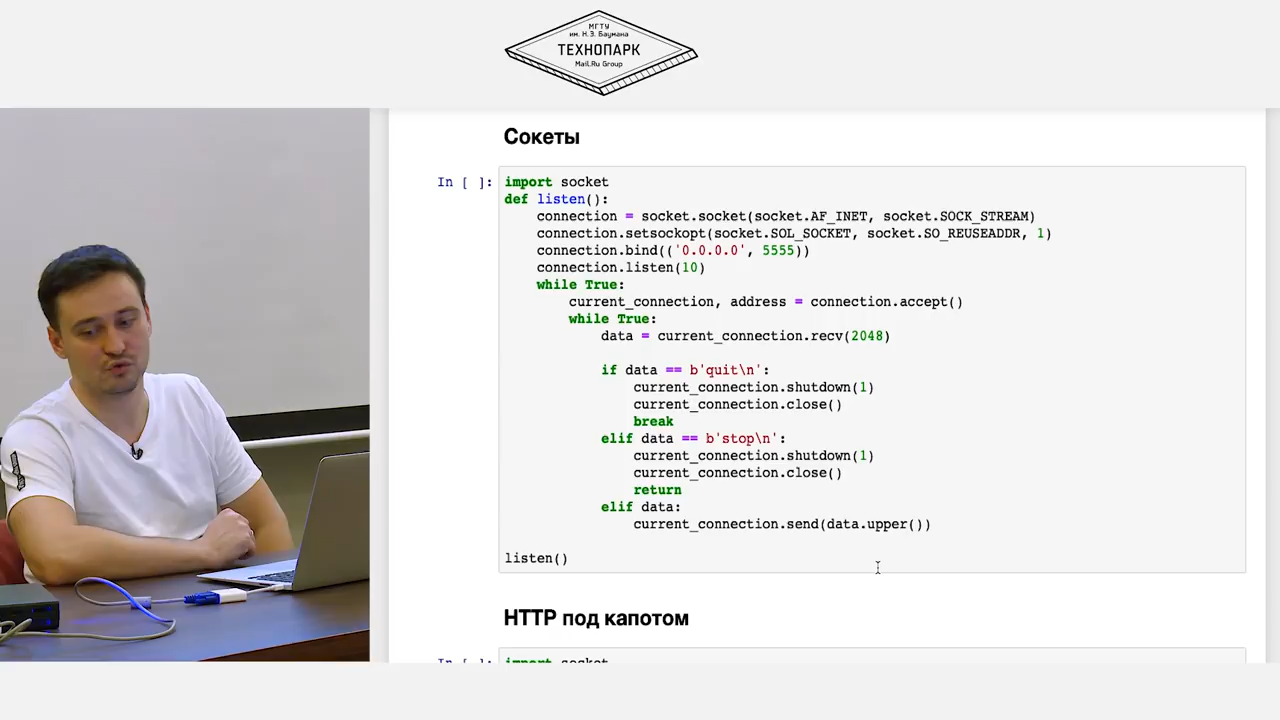 МГТУ
им. Н.Э. Баумана
ТЕХНОПАРК
Mail.Ru Group
Сокеты
In [ ]:
import socket
def listen():
    connection = socket.socket(socket.AF_INET, socket.SOCK_STREAM)
    connection.setsockopt(socket.SOL_SOCKET, socket.SO_REUSEADDR, 1)
    connection.bind(('0.0.0.0', 5555))
    connection.listen(10)
    while True:
        current_connection, address = connection.accept()
        while True:
            data = current_connection.recv(2048)
            if data == b'quit\n':
                current_connection.shutdown(1)
                current_connection.close()
                break
            elif data == b'stop\n':
                current_connection.shutdown(1)
                current_connection.close()
                return
            elif data:
                current_connection.send(data.upper())
listen()
HTTP под капотом
In [ ]:
import socket